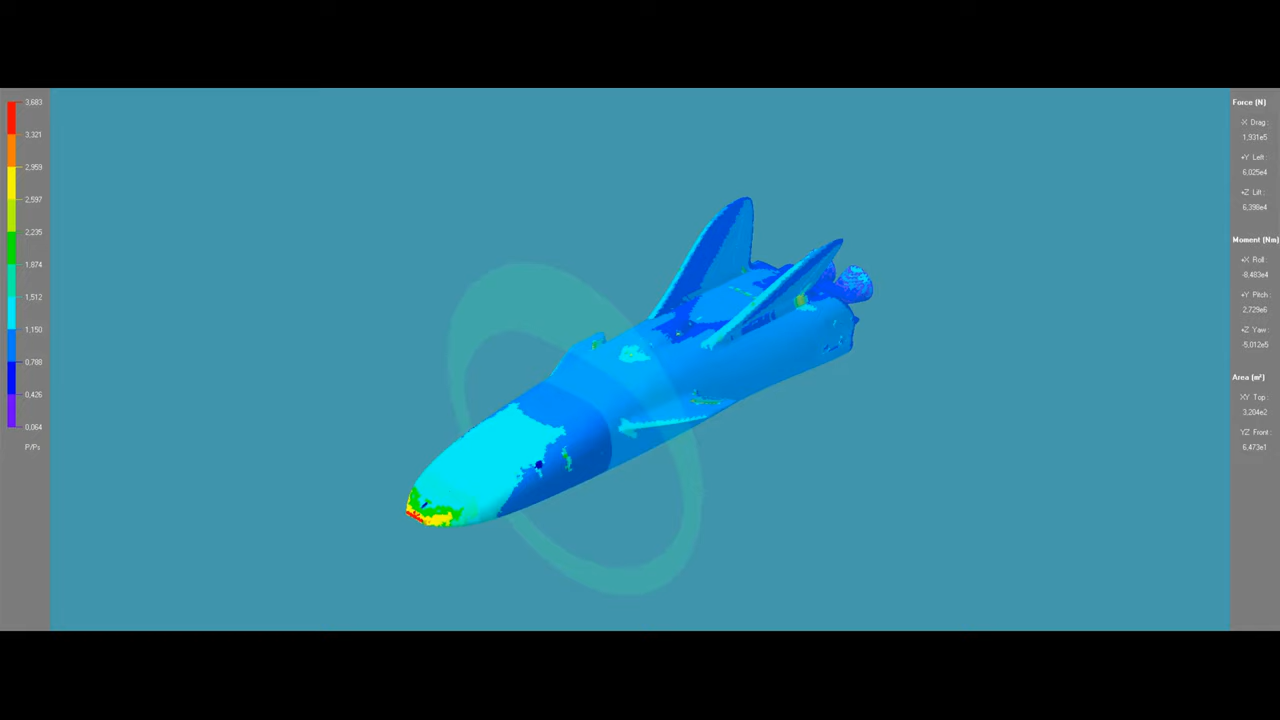 3,683
3,321
2,959
2,597
2,235
1,874
1,512
1,150
0,788
0,426
0,064
P/Ps
Force (N)
-X Drag :
1,931e5
+Y Left :
6,025e4
+Z Lift :
6,398e4
Moment (Nm)
+X Roll :
-8,483e4
+Y Pitch :
2,729e6
+Z Yaw :
-5,012e5
Area (m²)
XY Top :
3,204e2
YZ Front :
6,473e1